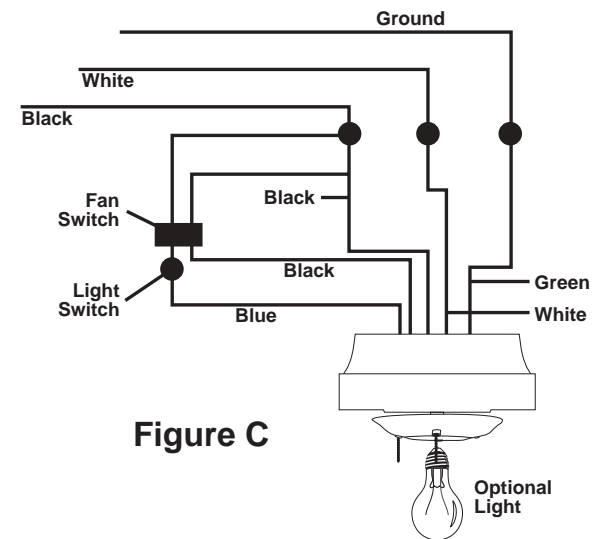 Ground
White
Black
Fan
Switch
Black
Light
Switch
Black
Blue
Green
White
Figure C
Optional
Light